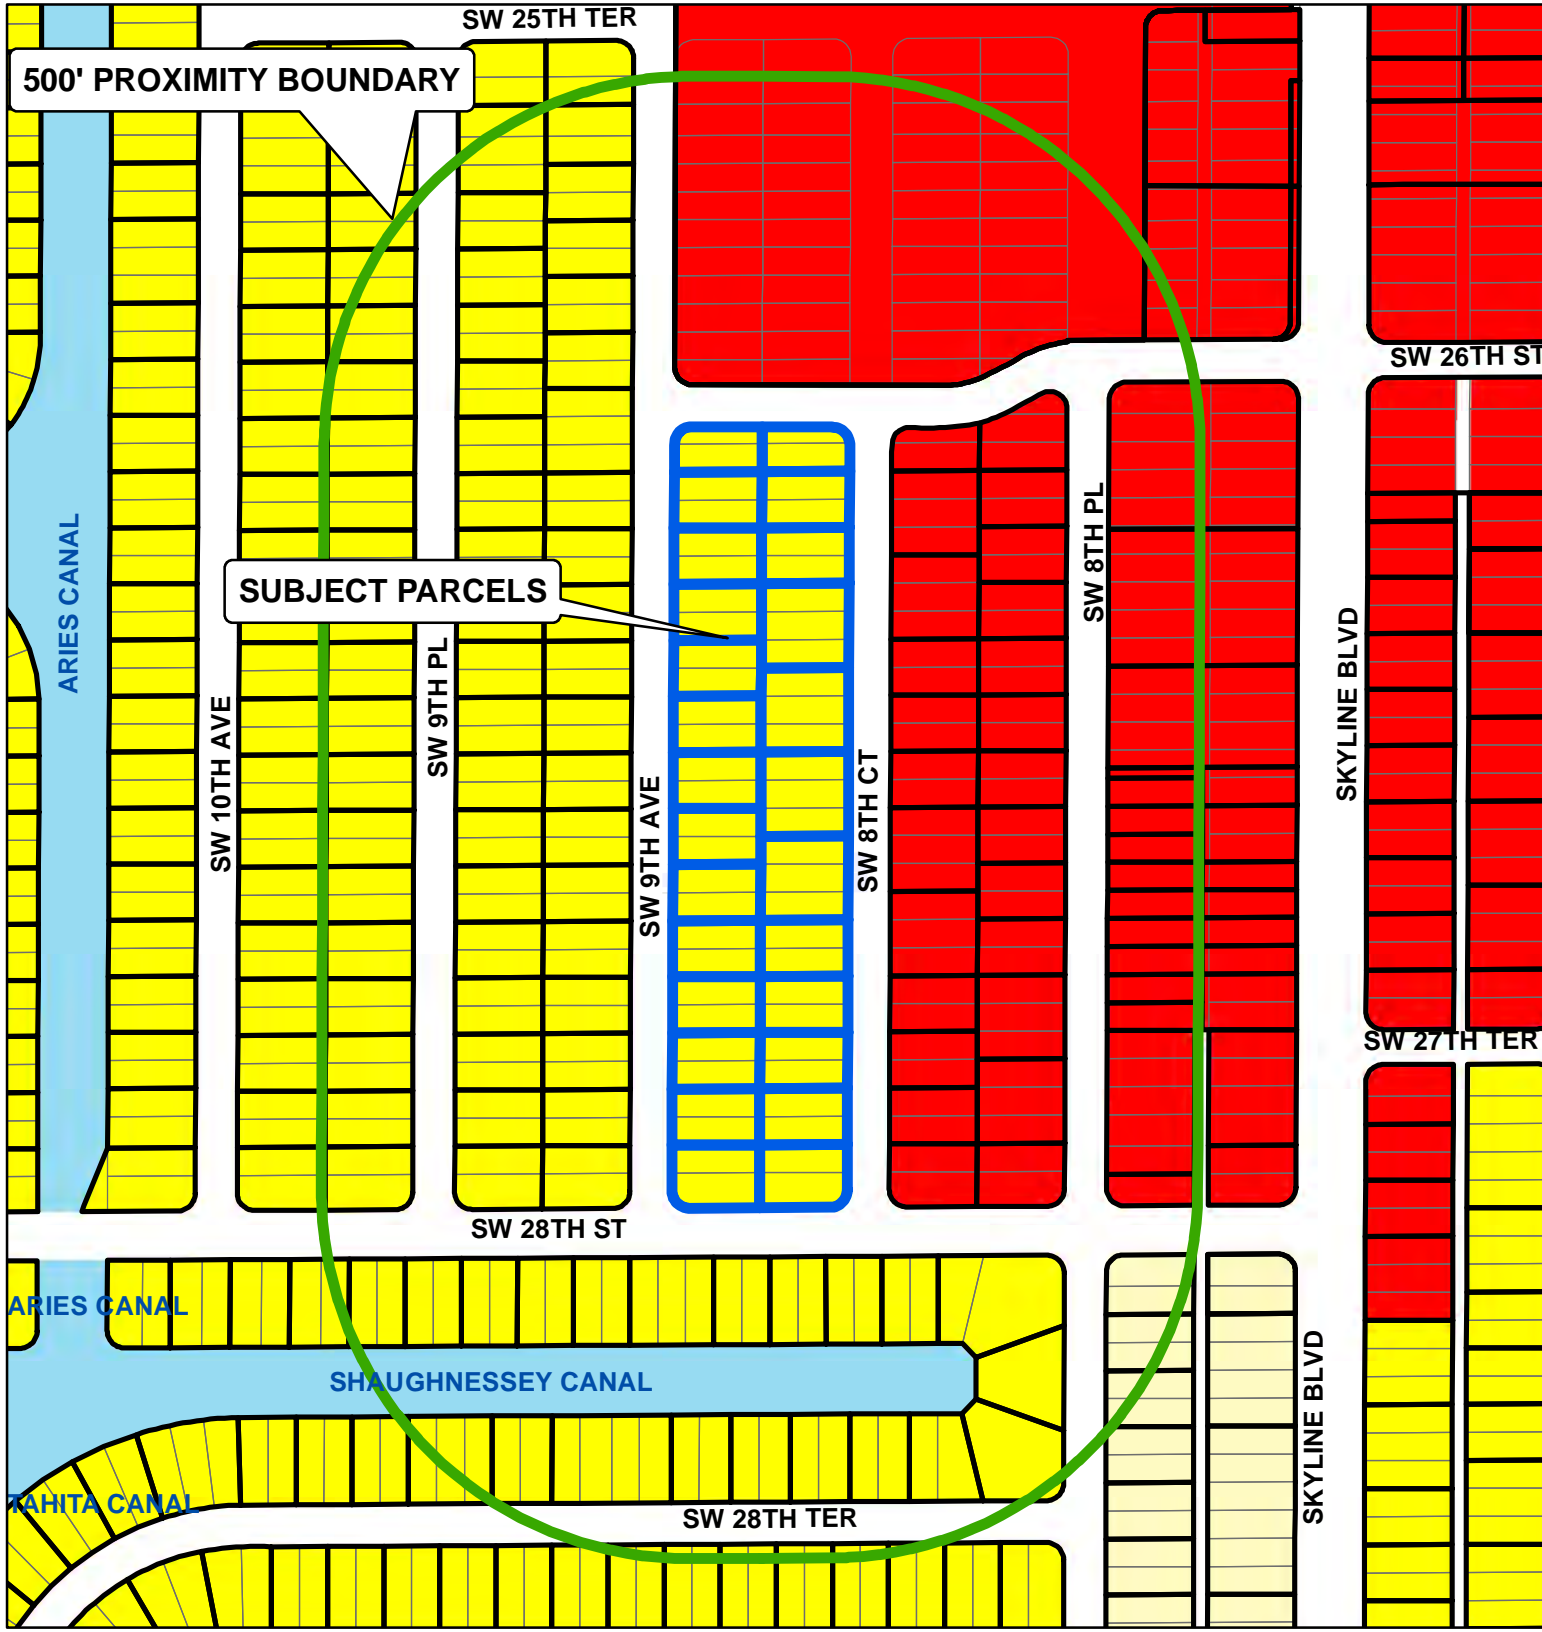 SW 25TH TER
500' PROXIMITY BOUNDARY
SW 26TH ST
SW 8TH PL
ARIES CANAL
SUBJECT PARCELS
SW 9TH PL
SKYLINE BLVD
SW 10TH AVE
SW 9TH AVE
SW 8TH CT
SW 27TH TER
SW 28TH ST
ARIES CANAL
SHAUGHNESSEY CANAL
SKYLINE BLVD
TAHITA CANAL
SW 28TH TER